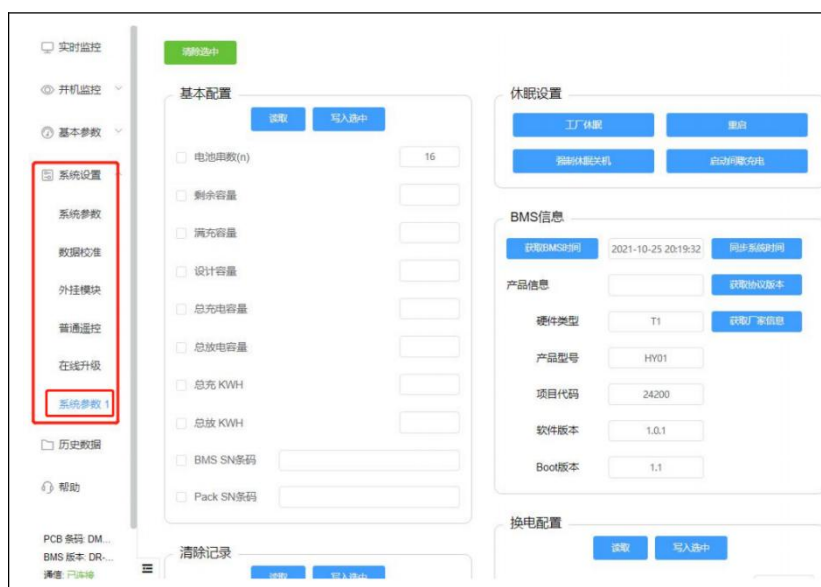 实时监控
并机监控
基本参数
系统设置
系统参数
数据校准
外挂模块
普通遥控
在线升级
系统参数 1
历史数据
帮助
PCB 条码: DM...
BMS 版本: DR-...
通信: 已连接
清除选中
基本配置
读取 写入选中
电池串数(n) 16
剩余容量
满充容量
设计容量
总充电容量
总放电容量
总充 KWH
总放 KWH
BMS SN条码
Pack SN条码
清除记录
读取 写入选中
休眠设置
工厂休眠 重启
强制休眠关机 启动间歇充电
BMS信息
获取BMS时间 2021-10-25 20:19:32 同步系统时间
产品信息 获取协议版本
硬件类型 T1 获取厂家信息
产品型号 HY01
项目代码 24200
软件版本 1.0.1
Boot版本 1.1
换电配置
读取 写入选中